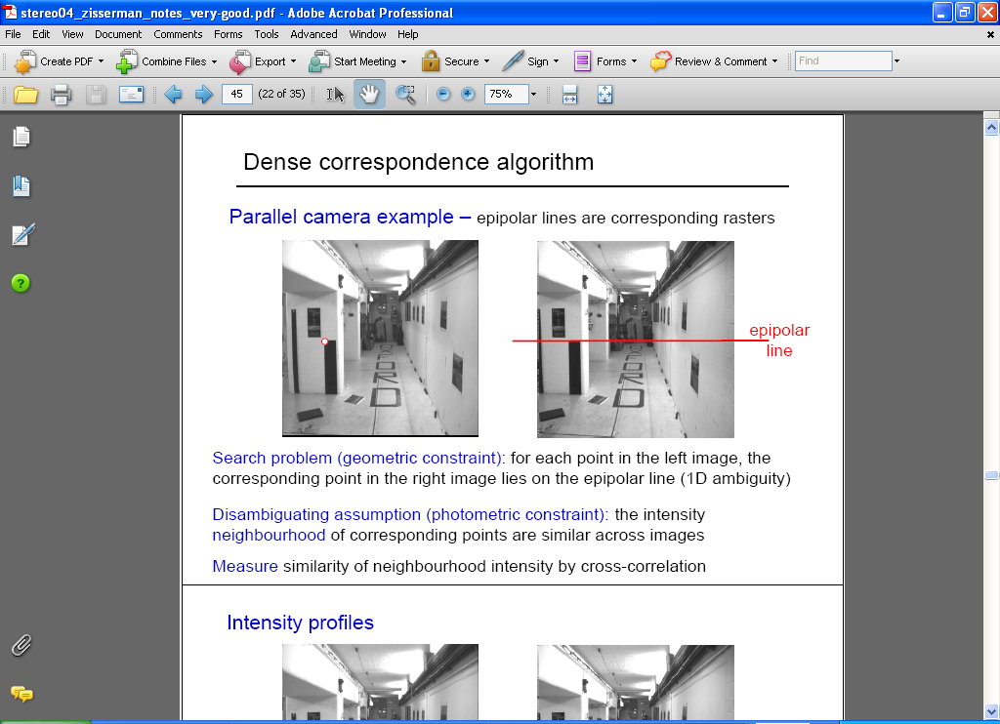 stereo04_zisserman_notes_very-good.pdf - Adobe Acrobat Professional
File Edit View Document Comments Forms Tools Advanced Window Help
Create PDF Combine Files Export Start Meeting Secure Sign Forms Review & Comment Find
45 (22 of 35) 75%
Dense correspondence algorithm
Parallel camera example – epipolar lines are corresponding rasters
epipolar
line
Search problem (geometric constraint): for each point in the left image, the
corresponding point in the right image lies on the epipolar line (1D ambiguity)
Disambiguating assumption (photometric constraint): the intensity
neighbourhood of corresponding points are similar across images
Measure similarity of neighbourhood intensity by cross-correlation
Intensity profiles